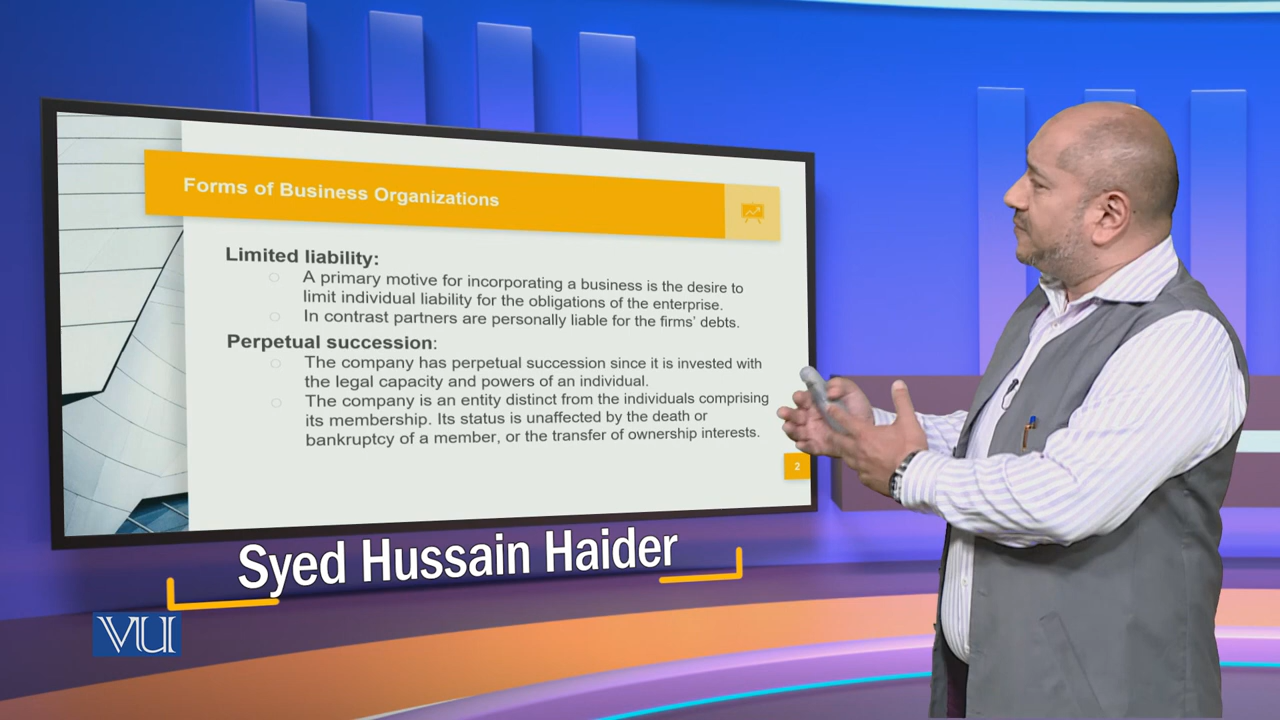 Forms of Business Organizations
Limited liability:
A primary motive for incorporating a business is the desire to
limit individual liability for the obligations of the enterprise.
In contrast partners are personally liable for the firms' debts.
Perpetual succession:
The company has perpetual succession since it is invested with
the legal capacity and powers of an individual.
The company is an entity distinct from the individuals comprising
its membership. Its status is unaffected by the death or
bankruptcy of a member, or the transfer of ownership interests.
2
Syed Hussain Haider
VU